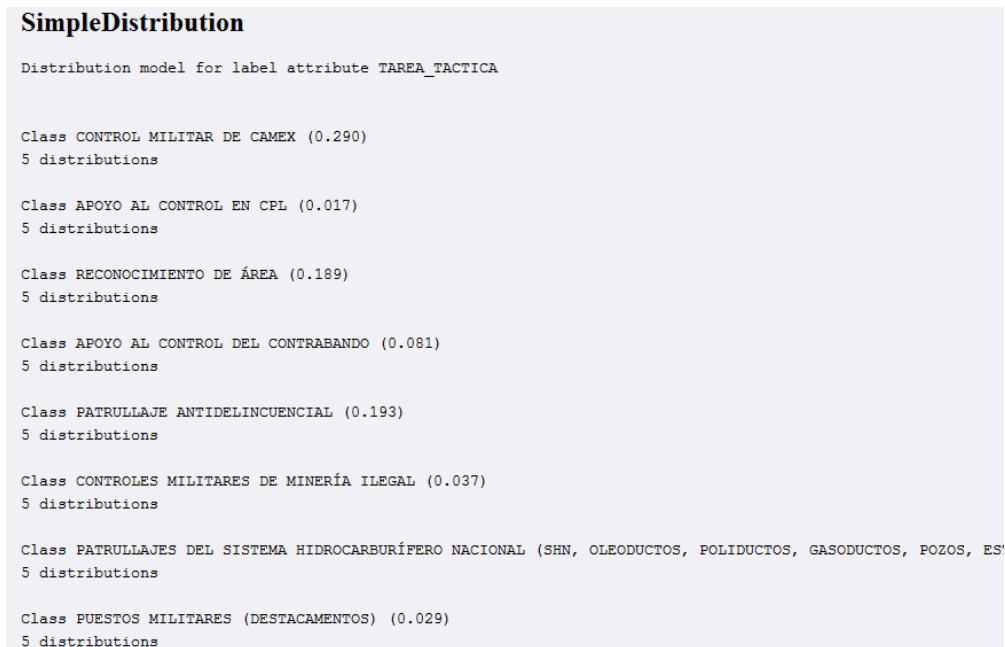 SimpleDistribution
Distribution model for label attribute TAREA_TACTICA
Class CONTROL MILITAR DE CAMEX (0.290)
5 distributions
Class APOYO AL CONTROL EN CPL (0.017)
5 distributions
Class RECONOCIMIENTO DE ÁREA (0.189)
5 distributions
Class APOYO AL CONTROL DEL CONTRABANDO (0.081)
5 distributions
Class PATRULLAJE ANTIDELINCUENCIAL (0.193)
5 distributions
Class CONTROLES MILITARES DE MINERÍA ILEGAL (0.037)
5 distributions
Class PATRULLAJES DEL SISTEMA HIDROCARBURÍFERO NACIONAL (SHN, OLEODUCTOS, POLIDUCTOS, GASODUCTOS, POZOS, EST
5 distributions
Class PUESTOS MILITARES (DESTACAMENTOS) (0.029)
5 distributions